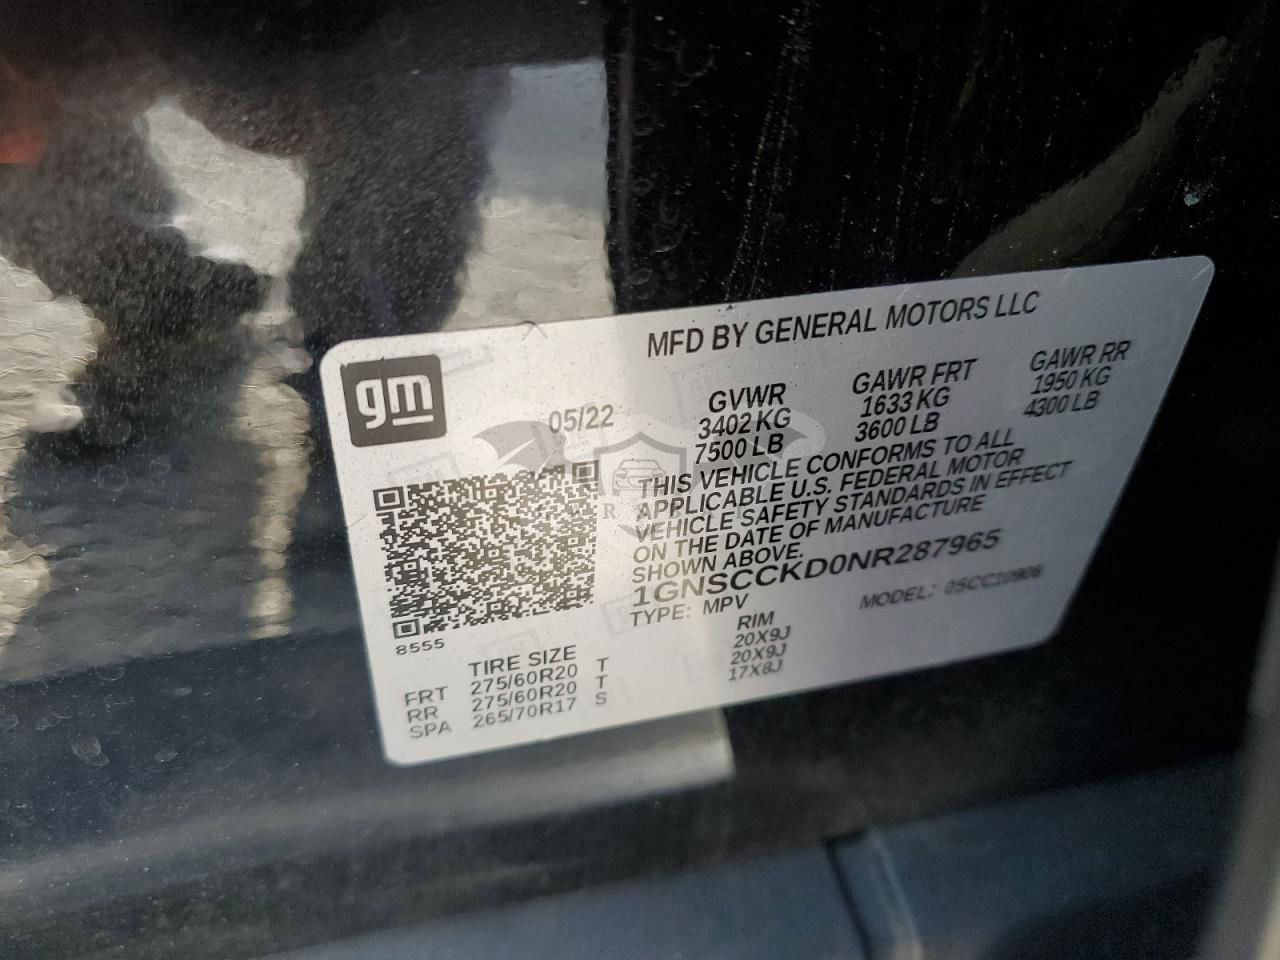 MFD BY GENERAL MOTORS LLC
gm
05/22
GVWR GAWR FRT GAWR RR
3402 KG 1633 KG 1950 KG
7500 LB 3600 LB 4300 LB
THIS VEHICLE CONFORMS TO ALL
APPLICABLE U.S. FEDERAL MOTOR
VEHICLE SAFETY STANDARDS IN EFFECT
ON THE DATE OF MANUFACTURE
SHOWN ABOVE.
1GNSCCKD0NR287965
TYPE: MPV MODEL: 05CC10906
8555
TIRE SIZE RIM
FRT 275/60R20 T 20X9J
RR 275/60R20 T 20X9J
SPA 265/70R17 S 17X8J